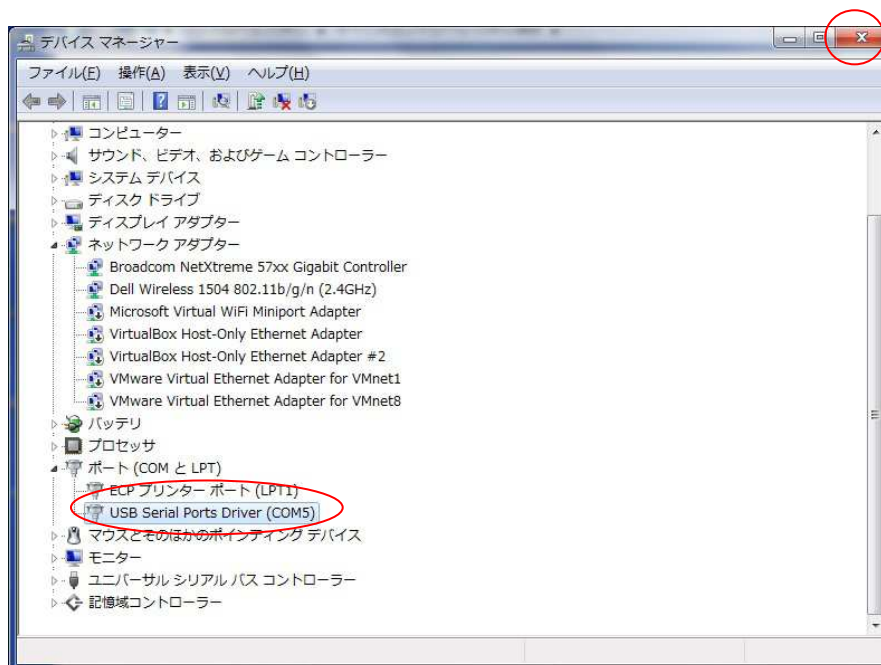 デバイス マネージャー
ファイル(F) 操作(A) 表示(V) ヘルプ(H)
コンピューター
サウンド、ビデオ、およびゲーム コントローラー
システム デバイス
ディスク ドライブ
ディスプレイ アダプター
ネットワーク アダプター
Broadcom NetXtreme 57xx Gigabit Controller
Dell Wireless 1504 802.11b/g/n (2.4GHz)
Microsoft Virtual WiFi Miniport Adapter
VirtualBox Host-Only Ethernet Adapter
VirtualBox Host-Only Ethernet Adapter #2
VMware Virtual Ethernet Adapter for VMnet1
VMware Virtual Ethernet Adapter for VMnet8
バッテリ
プロセッサ
ポート (COM と LPT)
ECP プリンター ポート (LPT1)
USB Serial Ports Driver (COM5)
マウスとそのほかのポインティング デバイス
モニター
ユニバーサル シリアル バス コントローラー
記憶域コントローラー